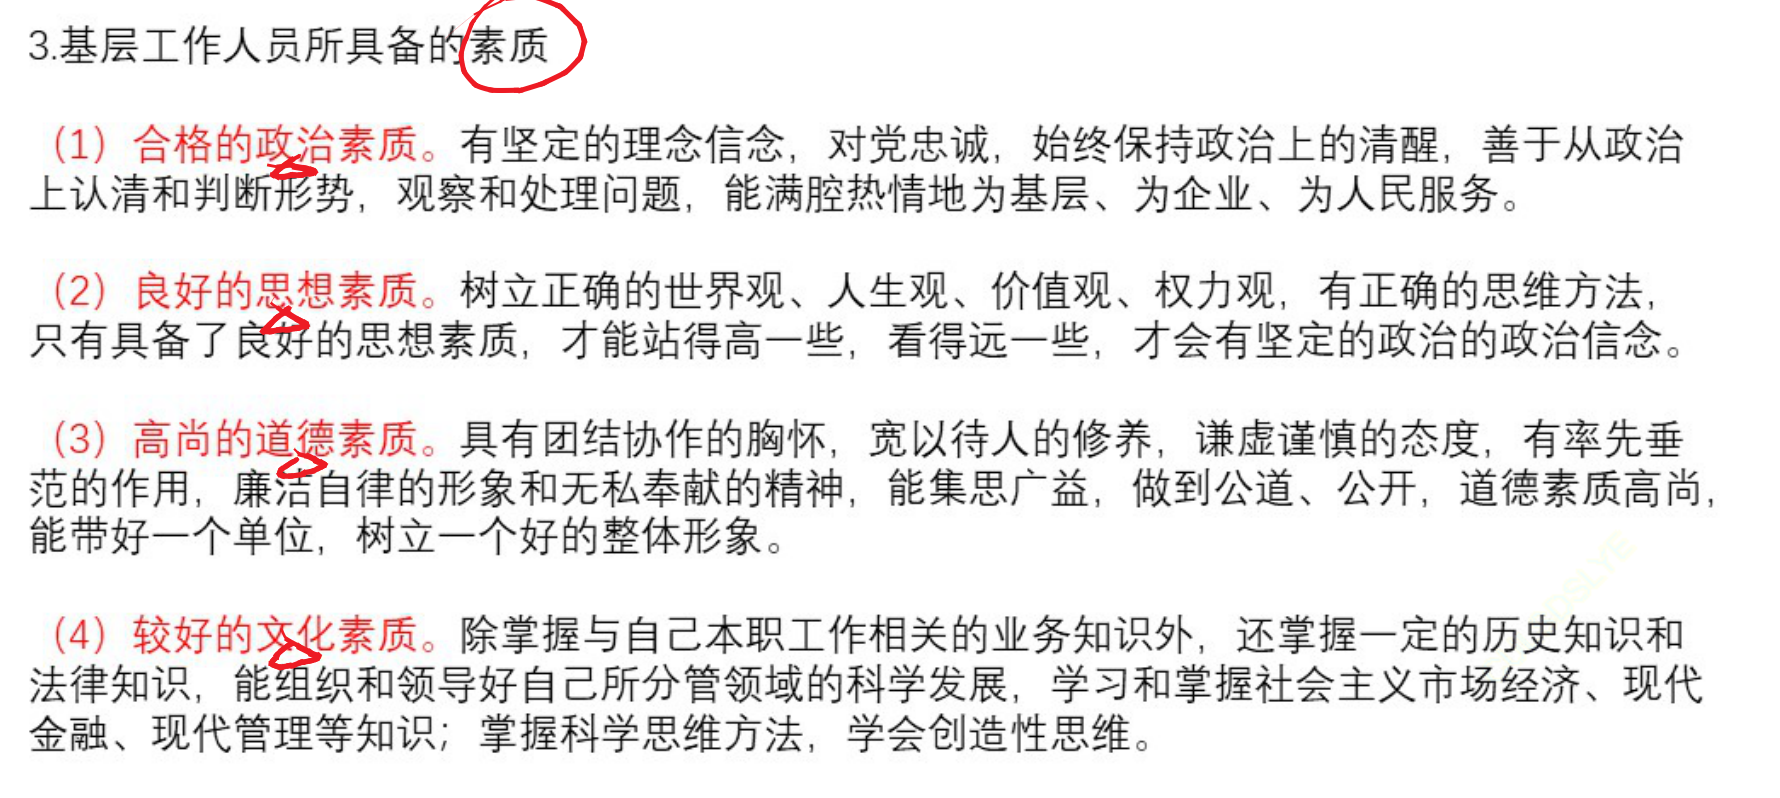 3.基层工作人员所具备的素质
（1）合格的政治素质。有坚定的理念信念，对党忠诚，始终保持政治上的清醒，善于从政治
上认清和判断形势，观察和处理问题，能满腔热情地为基层、为企业、为人民服务。
（2）良好的思想素质。树立正确的世界观、人生观、价值观、权力观，有正确的思维方法，
只有具备了良好的思想素质，才能站得高一些，看得远一些，才会有坚定的政治的政治信念。
（3）高尚的道德素质。具有团结协作的胸怀，宽以待人的修养，谦虚谨慎的态度，有率先垂
范的作用，廉洁自律的形象和无私奉献的精神，能集思广益，做到公道、公开，道德素质高尚，
能带好一个单位，树立一个好的整体形象。
（4）较好的文化素质。除掌握与自己本职工作相关的业务知识外，还掌握一定的历史知识和
法律知识，能组织和领导好自己所分管领域的科学发展，学习和掌握社会主义市场经济、现代
金融、现代管理等知识；掌握科学思维方法，学会创造性思维。